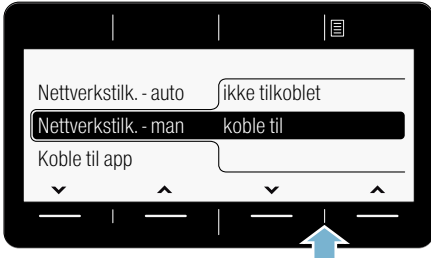 Nettverkstilk. - auto ikke tilkoblet
Nettverkstilk. - man koble til
Koble til app